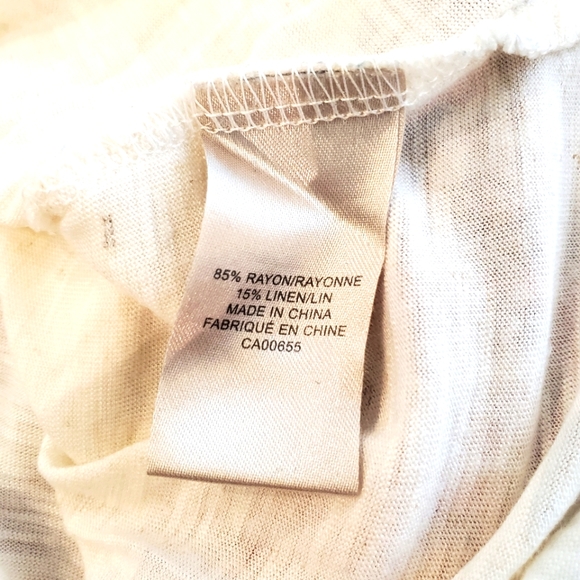 85% RAYON/RAYONNE
15% LINEN/LIN
MADE IN CHINA
FABRIQUÉ EN CHINE
CA00655